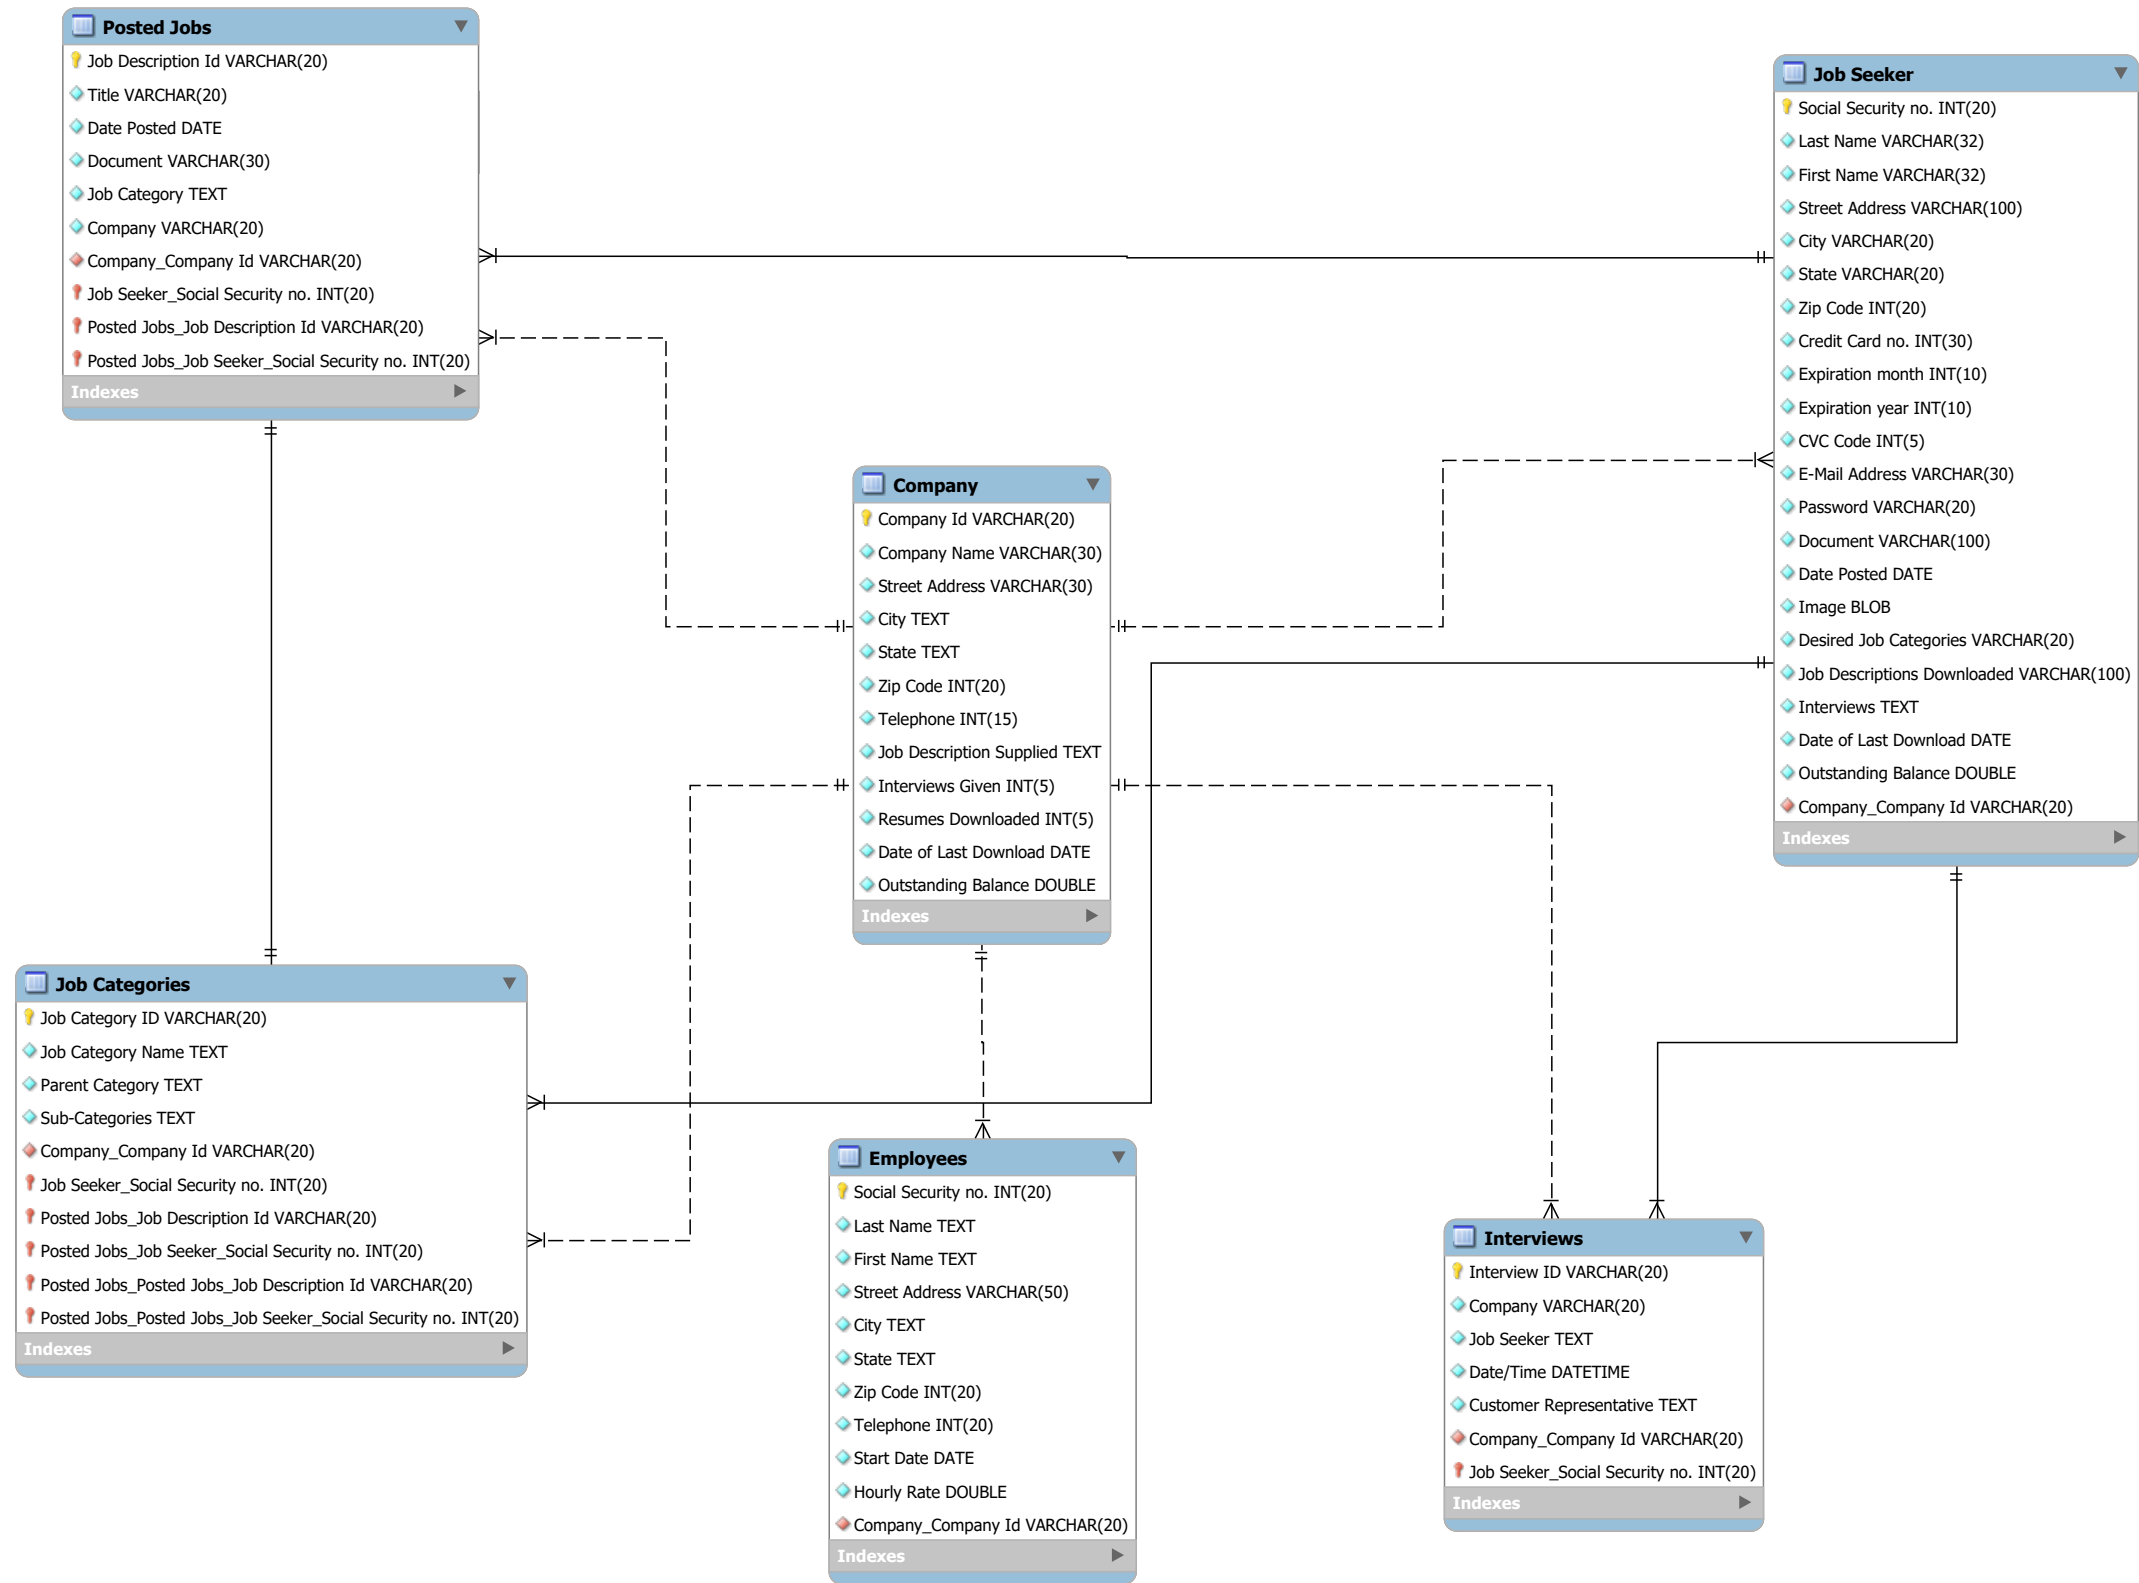 Posted Jobs
Job Description Id VARCHAR(20)
Title VARCHAR(20)
Date Posted DATE
Document VARCHAR(30)
Job Category TEXT
Company VARCHAR(20)
Company_Company Id VARCHAR(20)
Job Seeker_Social Security no. INT(20)
Posted Jobs_Job Description Id VARCHAR(20)
Posted Jobs_Job Seeker_Social Security no. INT(20)
Indexes
Job Seeker
Social Security no. INT(20)
Last Name VARCHAR(32)
First Name VARCHAR(32)
Street Address VARCHAR(100)
City VARCHAR(20)
State VARCHAR(20)
Zip Code INT(20)
Credit Card no. INT(30)
Expiration month INT(10)
Expiration year INT(10)
CVC Code INT(5)
E-Mail Address VARCHAR(30)
Password VARCHAR(20)
Document VARCHAR(100)
Date Posted DATE
Image BLOB
Desired Job Categories VARCHAR(20)
Job Descriptions Downloaded VARCHAR(100)
Interviews TEXT
Date of Last Download DATE
Outstanding Balance DOUBLE
Company_Company Id VARCHAR(20)
Indexes
Company
Company Id VARCHAR(20)
Company Name VARCHAR(30)
Street Address VARCHAR(30)
City TEXT
State TEXT
Zip Code INT(20)
Telephone INT(15)
Job Description Supplied TEXT
Interviews Given INT(5)
Resumes Downloaded INT(5)
Date of Last Download DATE
Outstanding Balance DOUBLE
Indexes
Job Categories
Job Category ID VARCHAR(20)
Job Category Name TEXT
Parent Category TEXT
Sub-Categories TEXT
Company_Company Id VARCHAR(20)
Job Seeker_Social Security no. INT(20)
Posted Jobs_Job Description Id VARCHAR(20)
Posted Jobs_Job Seeker_Social Security no. INT(20)
Posted Jobs_Posted Jobs_Job Description Id VARCHAR(20)
Posted Jobs_Posted Jobs_Job Seeker_Social Security no. INT(20)
Indexes
Employees
Social Security no. INT(20)
Last Name TEXT
First Name TEXT
Street Address VARCHAR(50)
City TEXT
State TEXT
Zip Code INT(20)
Telephone INT(20)
Start Date DATE
Hourly Rate DOUBLE
Company_Company Id VARCHAR(20)
Indexes
Interviews
Interview ID VARCHAR(20)
Company VARCHAR(20)
Job Seeker TEXT
Date/Time DATETIME
Customer Representative TEXT
Company_Company Id VARCHAR(20)
Job Seeker_Social Security no. INT(20)
Indexes